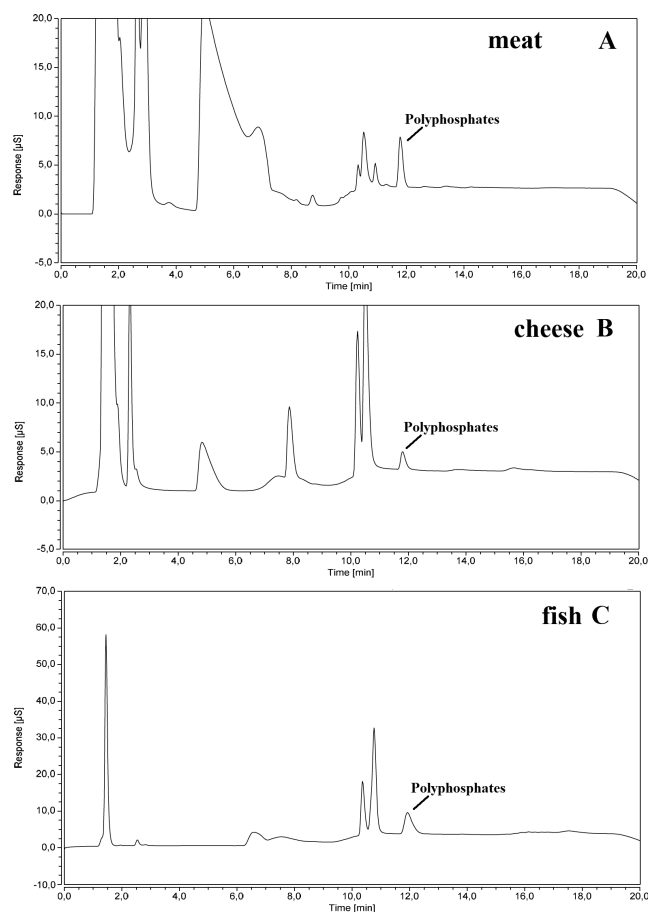 meat A
Polyphosphates
20,0
15,0
10,0
5,0
0,0
-5,0
Response [µS]
0,0 2,0 4,0 6,0 8,0 10,0 12,0 14,0 16,0 18,0 20,0
Time [min]
cheese B
Polyphosphates
20,0
15,0
10,0
5,0
0,0
-5,0
Response [µS]
0,0 2,0 4,0 6,0 8,0 10,0 12,0 14,0 16,0 18,0 20,0
Time [min]
fish C
Polyphosphates
70,0
60,0
50,0
40,0
30,0
20,0
10,0
0,0
-10,0
Response [µS]
0,0 2,0 4,0 6,0 8,0 10,0 12,0 14,0 16,0 18,0 20,0
Time [min]